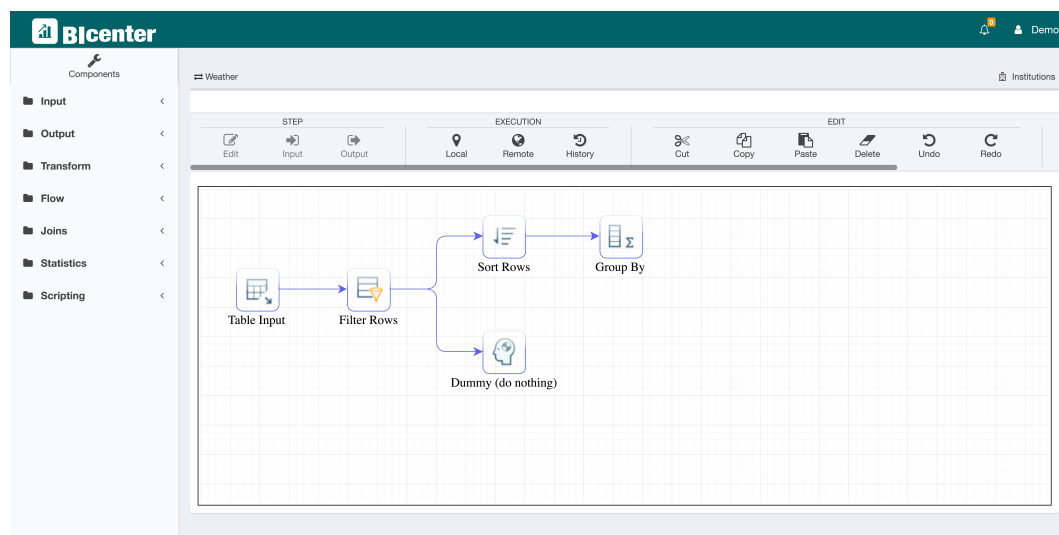 BIcenter
0
Demo
Components
Weather
Institutions
Input
Output
Transform
Flow
Joins
Statistics
Scripting
STEP
EXECUTION
EDIT
Edit
Input
Output
Local
Remote
History
Cut
Copy
Paste
Delete
Undo
Redo
Sort Rows
Group By
Table Input
Filter Rows
Dummy (do nothing)